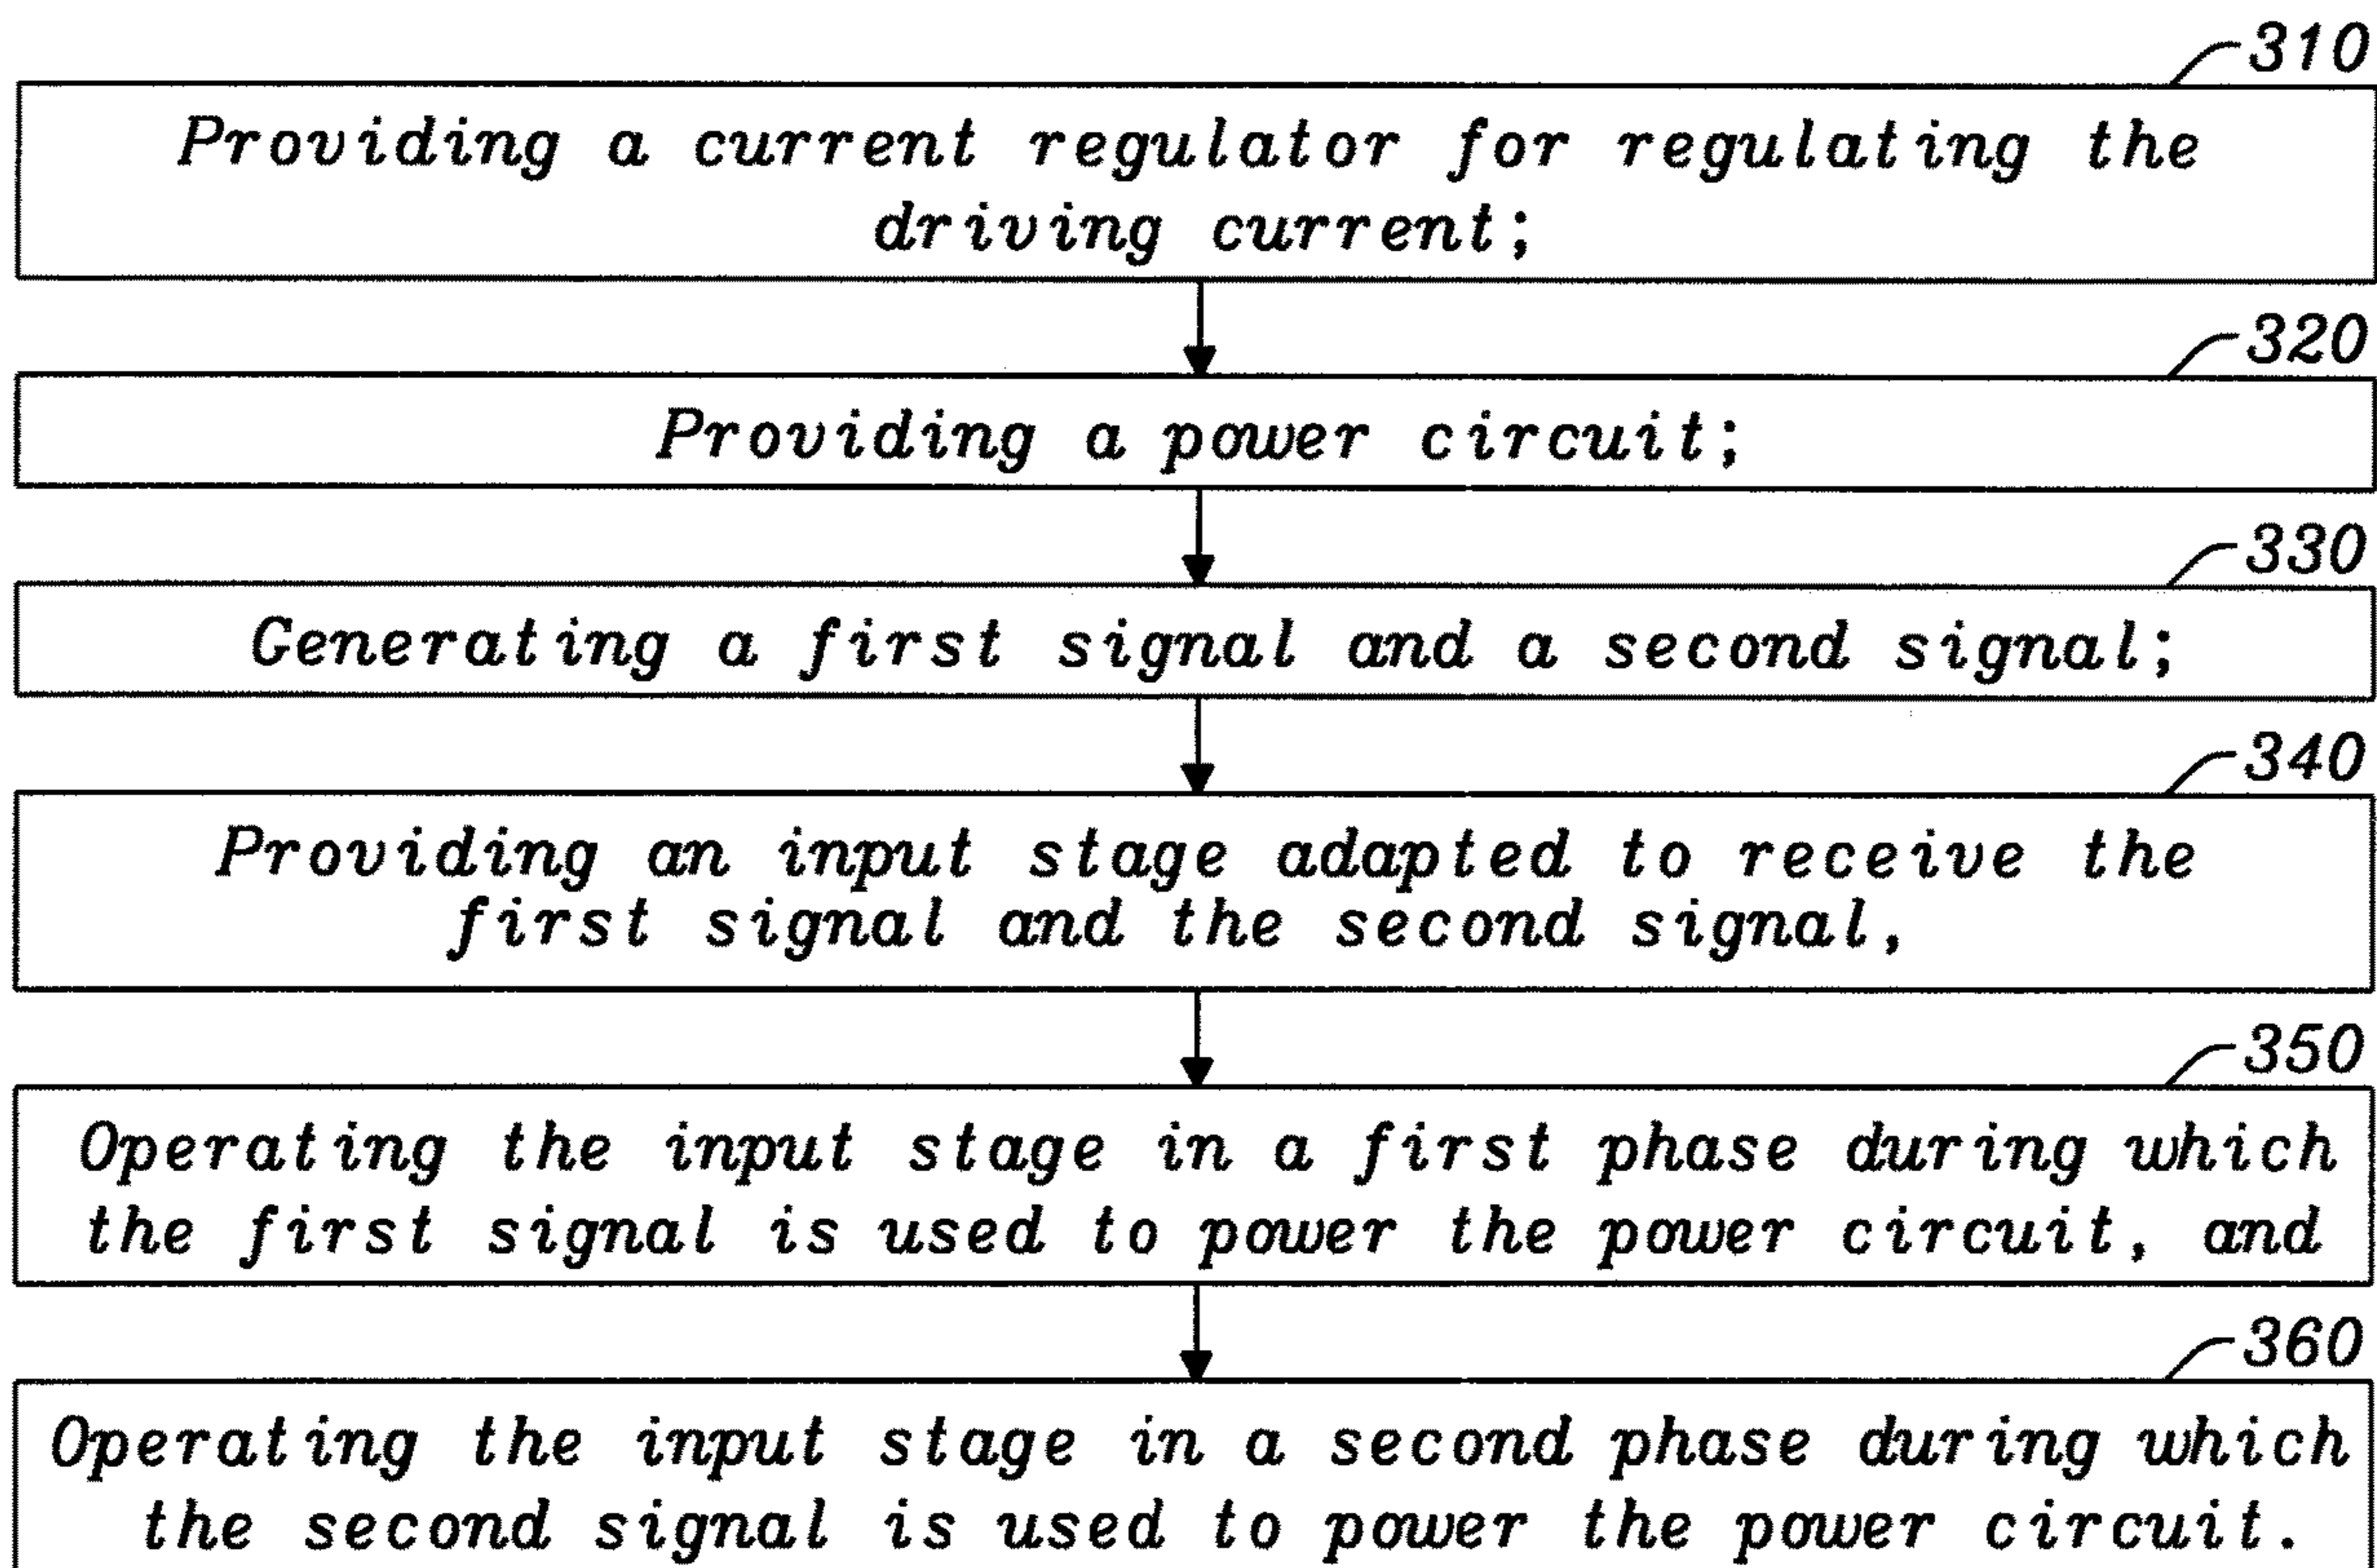 310
Providing a current regulator for regulating the
driving current;
320
Providing a power circuit;
330
Generating a first signal and a second signal;
340
Providing an input stage adapted to receive the
first signal and the second signal,
350
Operating the input stage in a first phase during which
the first signal is used to power the power circuit, and
360
Operating the input stage in a second phase during which
the second signal is used to power the power circuit.